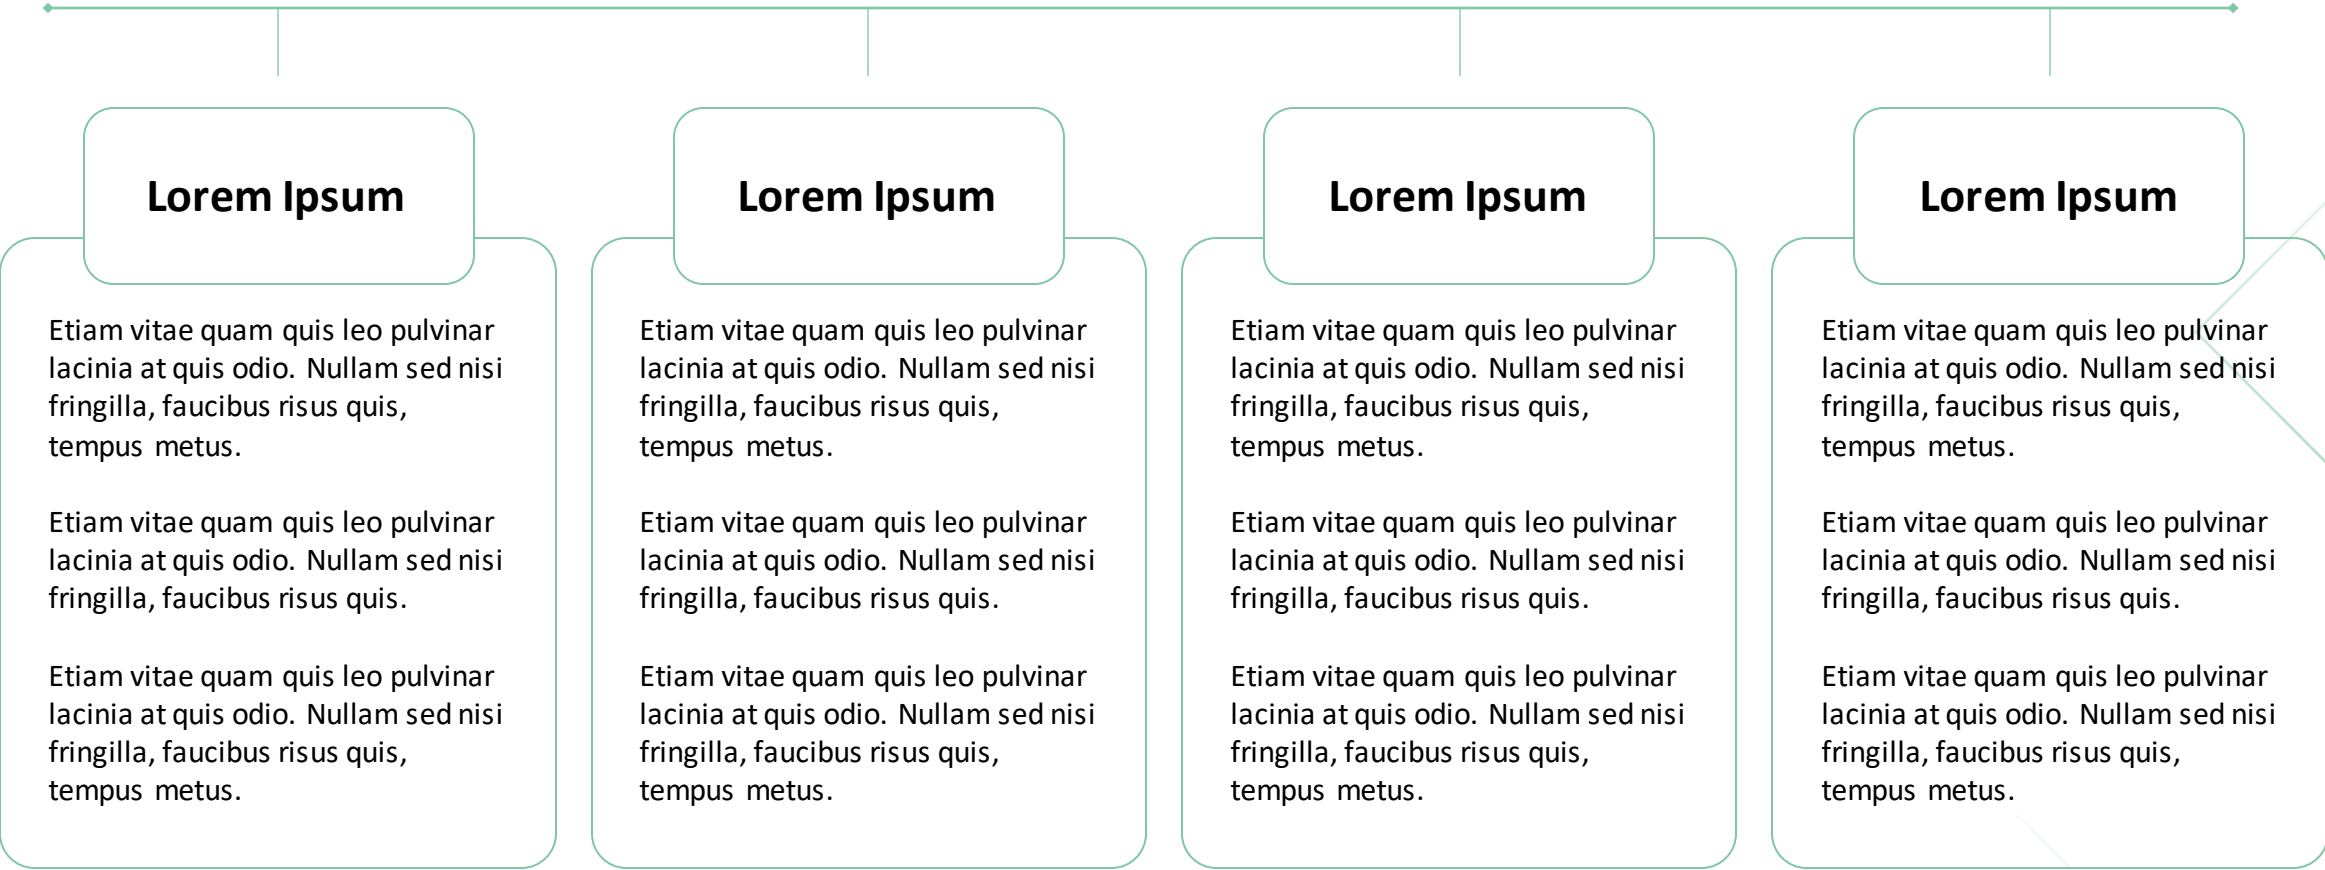 Lorem Ipsum
Etiam vitae quam quis leo pulvinar
lacinia at quis odio. Nullam sed nisi
fringilla, faucibus risus quis,
tempus metus.
Etiam vitae quam quis leo pulvinar
lacinia at quis odio. Nullam sed nisi
fringilla, faucibus risus quis.
Etiam vitae quam quis leo pulvinar
lacinia at quis odio. Nullam sed nisi
fringilla, faucibus risus quis,
tempus metus.
Lorem Ipsum
Etiam vitae quam quis leo pulvinar
lacinia at quis odio. Nullam sed nisi
fringilla, faucibus risus quis,
tempus metus.
Etiam vitae quam quis leo pulvinar
lacinia at quis odio. Nullam sed nisi
fringilla, faucibus risus quis.
Etiam vitae quam quis leo pulvinar
lacinia at quis odio. Nullam sed nisi
fringilla, faucibus risus quis,
tempus metus.
Lorem Ipsum
Etiam vitae quam quis leo pulvinar
lacinia at quis odio. Nullam sed nisi
fringilla, faucibus risus quis,
tempus metus.
Etiam vitae quam quis leo pulvinar
lacinia at quis odio. Nullam sed nisi
fringilla, faucibus risus quis.
Etiam vitae quam quis leo pulvinar
lacinia at quis odio. Nullam sed nisi
fringilla, faucibus risus quis,
tempus metus.
Lorem Ipsum
Etiam vitae quam quis leo pulvinar
lacinia at quis odio. Nullam sed nisi
fringilla, faucibus risus quis,
tempus metus.
Etiam vitae quam quis leo pulvinar
lacinia at quis odio. Nullam sed nisi
fringilla, faucibus risus quis.
Etiam vitae quam quis leo pulvinar
lacinia at quis odio. Nullam sed nisi
fringilla, faucibus risus quis,
tempus metus.